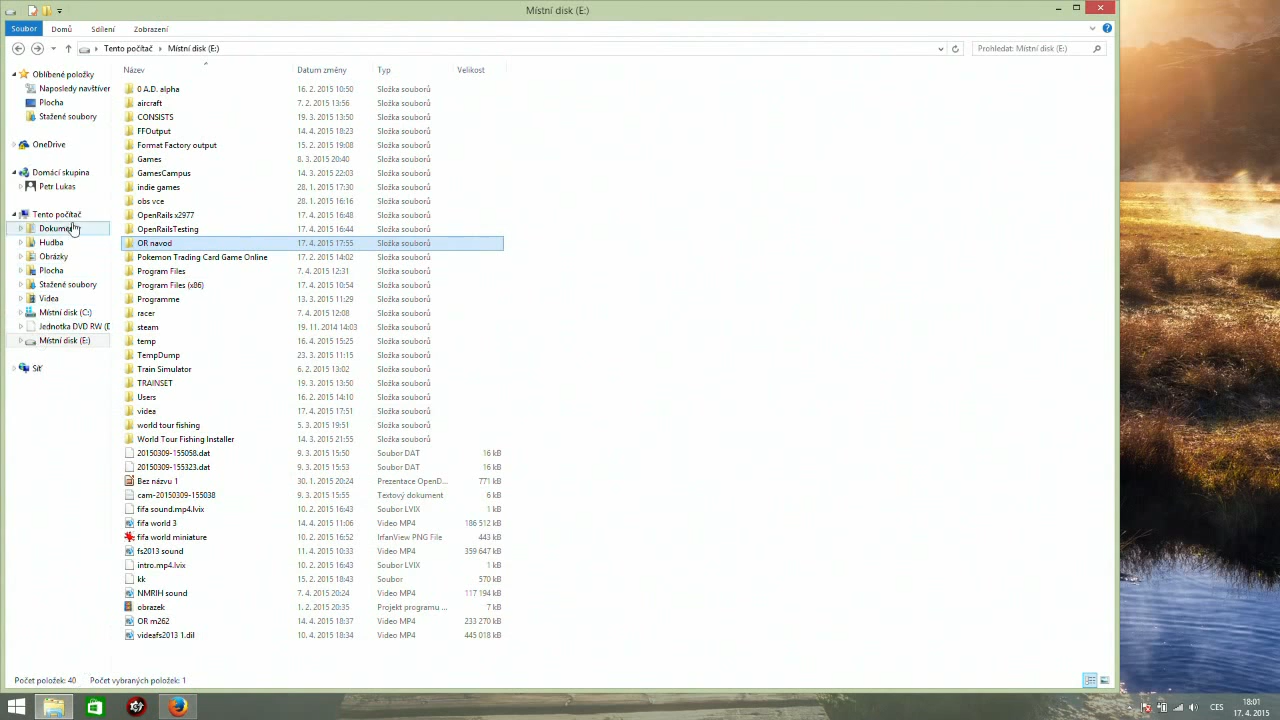 Místní disk (E:)
Soubor Domů Sdílení Zobrazení
Tento počítač Místní disk (E:) Prohledat: Místní disk (E:)
Název Datum změny Typ Velikost
Oblíbené položky
Naposledy navštíver
Plocha
Stažené soubory
OneDrive
Domácí skupina
Petr Lukas
Tento počítač
Hudba
Obrázky
Plocha
Stažené soubory
Videa
Místní disk (C:)
Jednotka DVD RW (D
Místní disk (E:)
Síť
0 A.D. alpha 16. 2. 2015 10:50 Složka souborů
aircraft 7. 2. 2015 13:56 Složka souborů
CONSISTS 19. 3. 2015 13:50 Složka souborů
FFOutput 14. 4. 2015 18:23 Složka souborů
Format Factory output 15. 2. 2015 19:08 Složka souborů
Games 8. 3. 2015 20:40 Složka souborů
GamesCampus 14. 3. 2015 22:03 Složka souborů
indie games 28. 1. 2015 17:30 Složka souborů
obs vce 28. 1. 2015 16:16 Složka souborů
OpenRails x2977 17. 4. 2015 16:48 Složka souborů
OpenRailsTesting 17. 4. 2015 16:44 Složka souborů
OR navod 17. 4. 2015 17:55 Složka souborů
Pokemon Trading Card Game Online 17. 2. 2015 14:02 Složka souborů
Program Files 7. 4. 2015 12:31 Složka souborů
Program Files (x86) 17. 4. 2015 10:54 Složka souborů
Programme 13. 3. 2015 11:29 Složka souborů
racer 7. 4. 2015 12:08 Složka souborů
steam 19. 11. 2014 14:03 Složka souborů
temp 16. 4. 2015 15:25 Složka souborů
TempDump 23. 3. 2015 11:15 Složka souborů
Train Simulator 6. 2. 2015 13:02 Složka souborů
TRAINSET 19. 3. 2015 13:50 Složka souborů
Users 16. 2. 2015 14:10 Složka souborů
videa 17. 4. 2015 17:51 Složka souborů
world tour fishing 5. 3. 2015 19:51 Složka souborů
World Tour Fishing Installer 14. 3. 2015 21:55 Složka souborů
20150309-155058.dat 9. 3. 2015 15:50 Soubor DAT 16 kB
20150309-155323.dat 9. 3. 2015 15:53 Soubor DAT 16 kB
Bez názvu 1 30. 1. 2015 20:24 Prezentace OpenD... 771 kB
cam-20150309-155038 9. 3. 2015 15:55 Textový dokument 6 kB
fifa sound.mp4.lvix 10. 2. 2015 16:43 Soubor LVIX 1 kB
fifa world 3 14. 4. 2015 11:06 Video MP4 186 512 kB
fifa world miniature 10. 2. 2015 16:52 IrfanView PNG File 443 kB
fs2013 sound 11. 4. 2015 10:33 Video MP4 359 647 kB
intro.mp4.lvix 10. 2. 2015 16:43 Soubor LVIX 1 kB
kk 15. 2. 2015 18:43 Soubor 570 kB
NMRIH sound 7. 4. 2015 20:24 Video MP4 117 194 kB
obrazek 1. 2. 2015 20:35 Projekt programu ... 7 kB
OR m262 14. 4. 2015 18:37 Video MP4 233 270 kB
videafs2013 1.díl 10. 4. 2015 18:34 Video MP4 445 018 kB
Počet položek: 40 Počet vybraných položek: 1
CES
18:01
17. 4. 2015